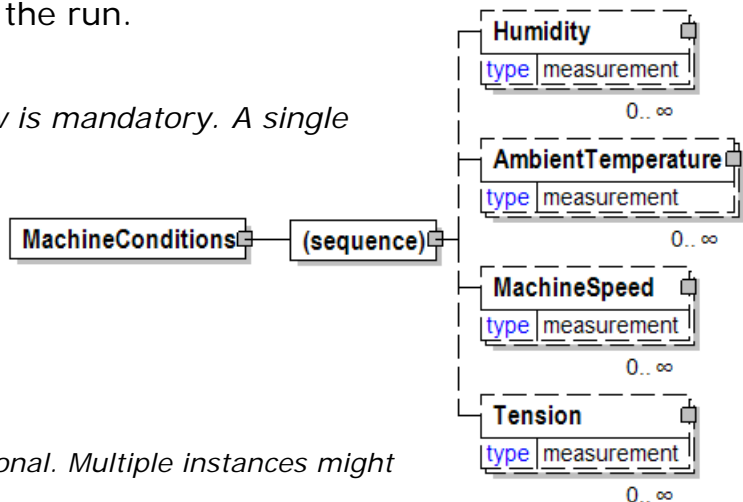 the run.
is mandatory. A single
MachineConditions
(sequence)
Humidity
type measurement
0.. ∞
AmbientTemperature
type measurement
0.. ∞
MachineSpeed
type measurement
0.. ∞
Tension
type measurement
0.. ∞
onal. Multiple instances might